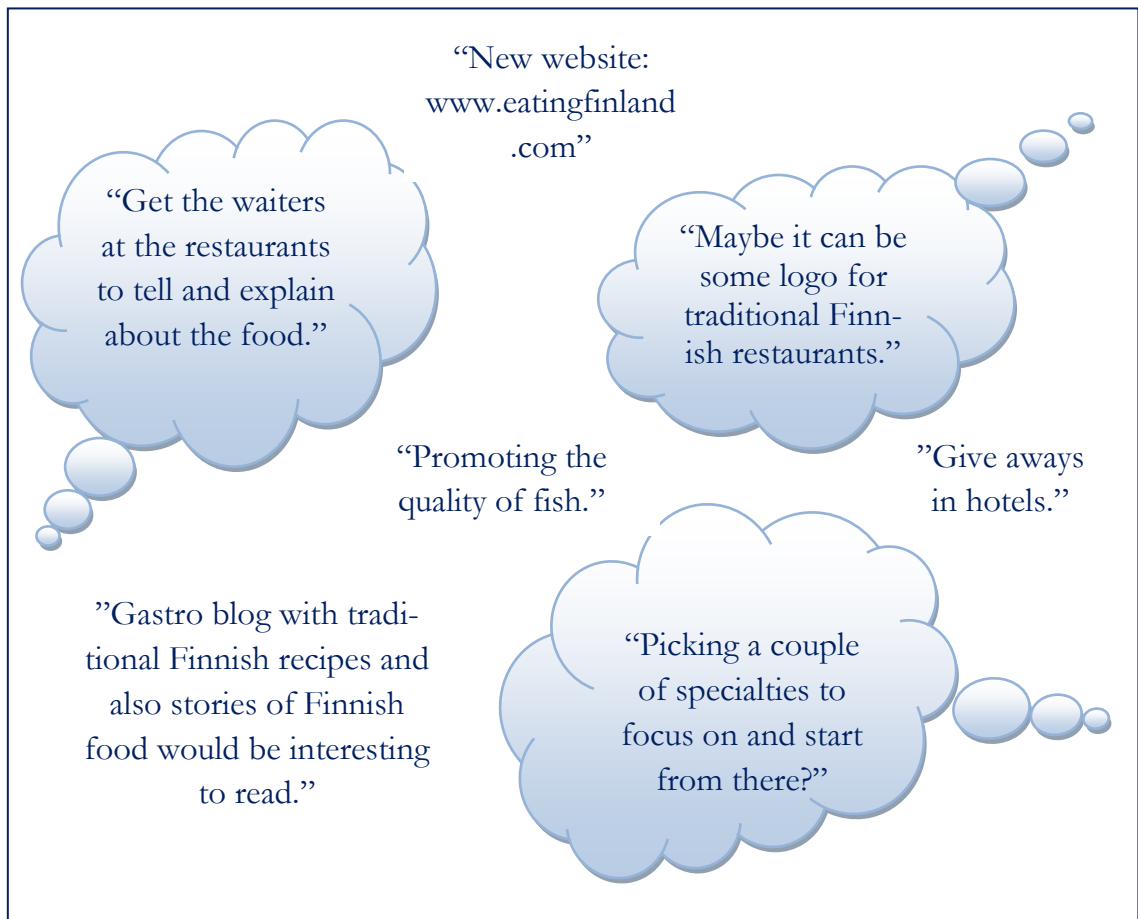 “New website:
www.eatingfinland
.com”
“Get the waiters
at the restaurants
to tell and explain
about the food.”
“Maybe it can be
some logo for
traditional Finn-
ish restaurants.”
“Promoting the
quality of fish.”
”Give aways
in hotels.”
”Gastro blog with tradi-
tional Finnish recipes and
also stories of Finnish
food would be interesting
to read.”
“Picking a couple
of specialties to
focus on and start
from there?”